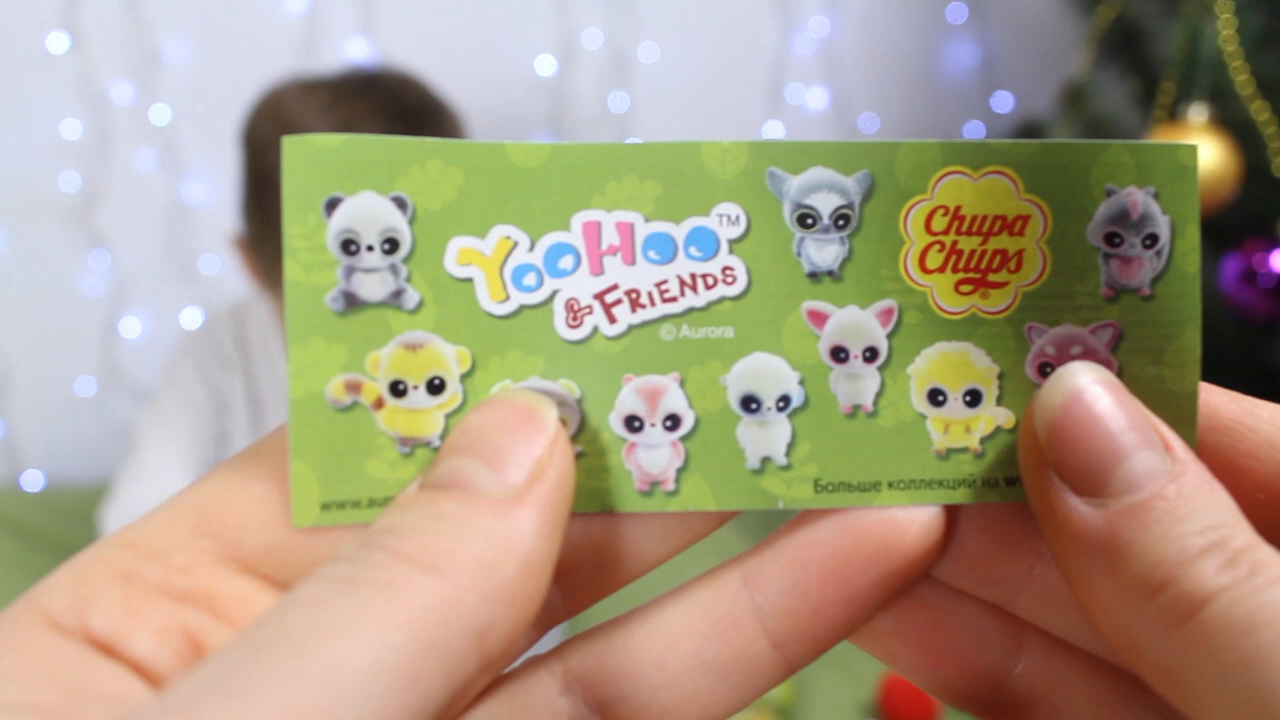 YooHoo™
& FRiENDS
© Aurora
Chupa
Chups
®
Больше коллекций на